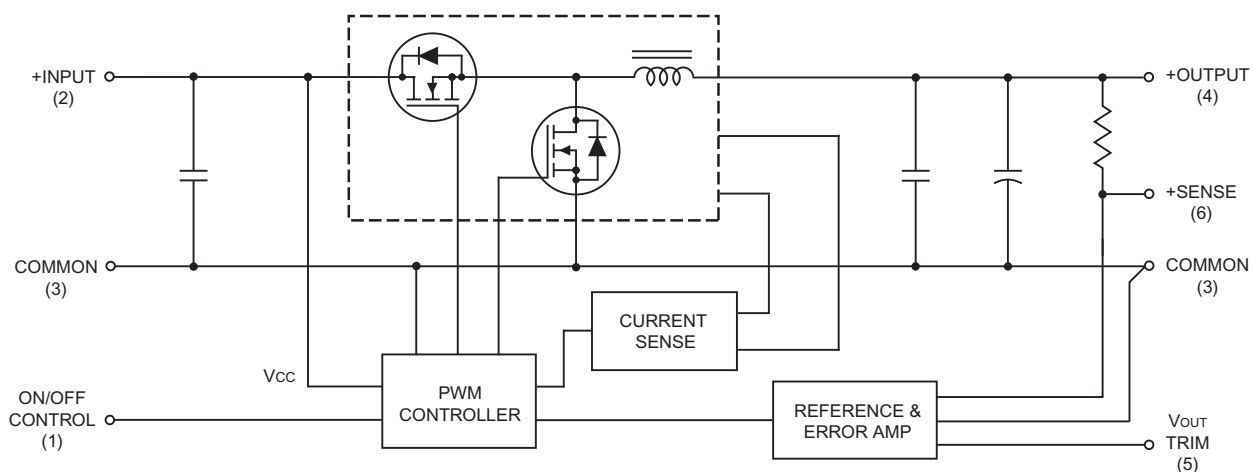 +INPUT
(2)
+OUTPUT
(4)
+SENSE
(6)
COMMON
(3)
COMMON
(3)
CURRENT
SENSE
VCC
PWM
CONTROLLER
ON/OFF
CONTROL
(1)
REFERENCE &
ERROR AMP
VOUT
TRIM
(5)